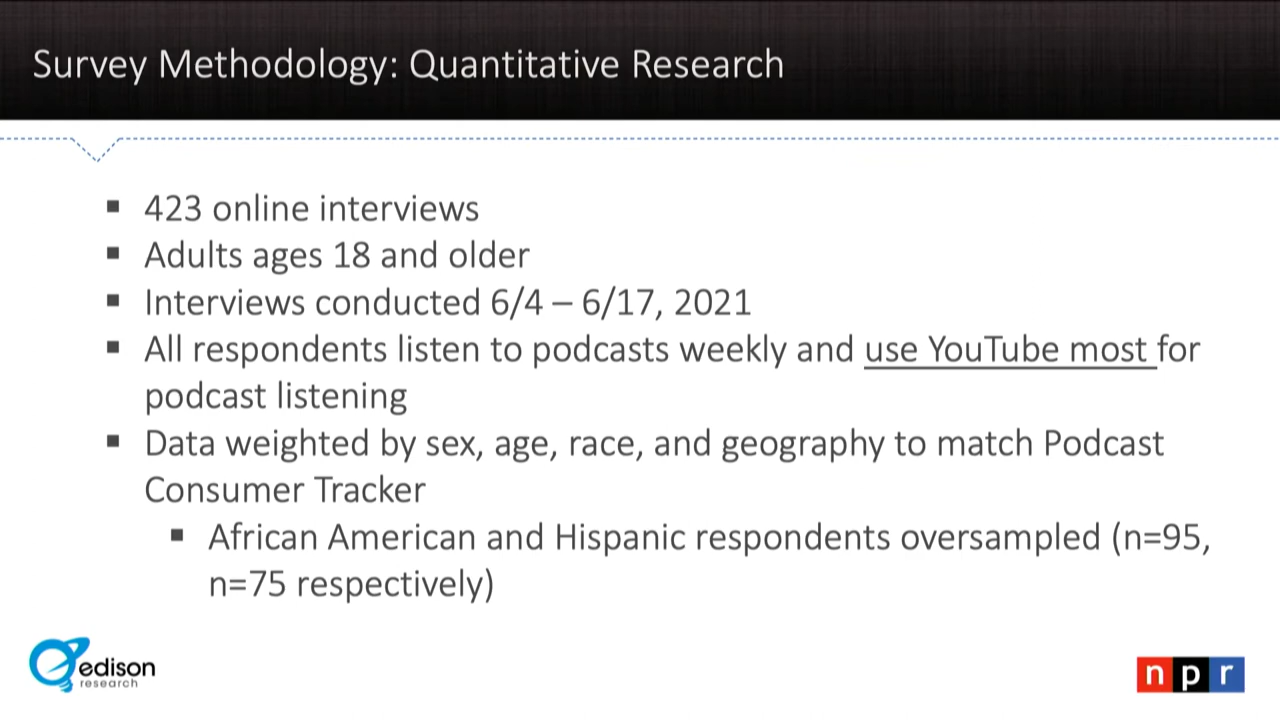 Survey Methodology: Quantitative Research
▪ 423 online interviews
▪ Adults ages 18 and older
▪ Interviews conducted 6/4 – 6/17, 2021
▪ All respondents listen to podcasts weekly and use YouTube most for
podcast listening
▪ Data weighted by sex, age, race, and geography to match Podcast
Consumer Tracker
▪ African American and Hispanic respondents oversampled (n=95,
n=75 respectively)
edison
research
npr